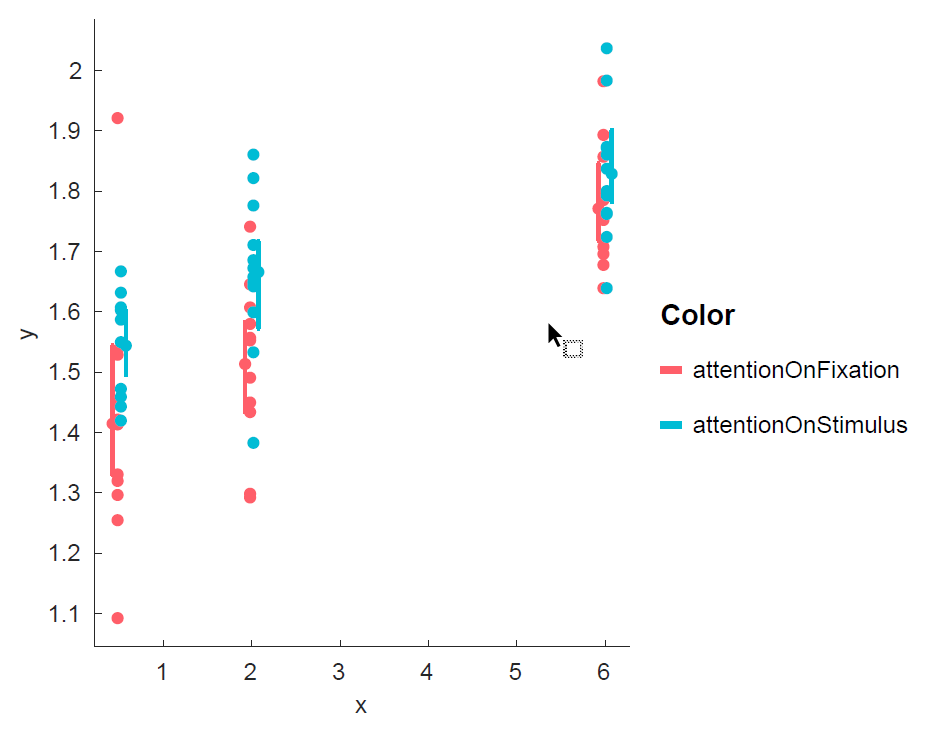 2
1.9
1.8
1.7
1.6
1.5
1.4
1.3
1.2
1.1
y
1 2 3 4 5 6
x
Color
attentionOnFixation
attentionOnStimulus